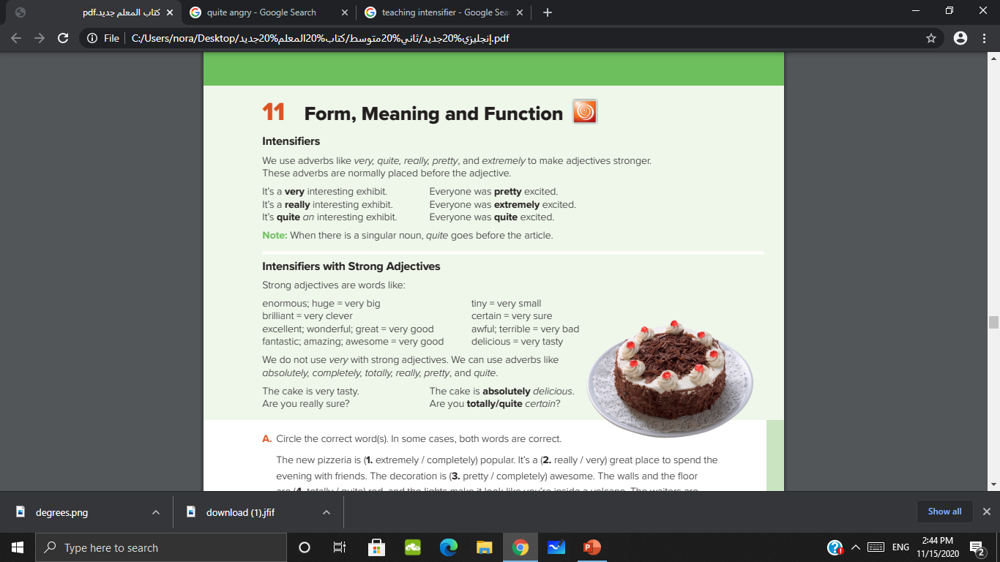 كتاب المعلم جديد.pdf
quite angry - Google Search
teaching intensifier - Google Sea
File
C:/Users/nora/Desktop/إنجليزي%20جديد/ثاني%20متوسط/كتاب%20المعلم%20جديد.pdf
11 Form, Meaning and Function
Intensifiers
We use adverbs like very, quite, really, pretty, and extremely to make adjectives stronger.
These adverbs are normally placed before the adjective.
It's a very interesting exhibit. Everyone was pretty excited.
It's a really interesting exhibit. Everyone was extremely excited.
It's quite an interesting exhibit. Everyone was quite excited.
Note: When there is a singular noun, quite goes before the article.
Intensifiers with Strong Adjectives
Strong adjectives are words like:
enormous; huge = very big tiny = very small
brilliant = very clever certain = very sure
excellent; wonderful; great = very good awful; terrible = very bad
fantastic; amazing; awesome = very good delicious = very tasty
We do not use very with strong adjectives. We can use adverbs like
absolutely, completely, totally, really, pretty, and quite.
The cake is very tasty. The cake is absolutely delicious.
Are you really sure? Are you totally/quite certain?
A. Circle the correct word(s). In some cases, both words are correct.
The new pizzeria is (1. extremely / completely) popular. It's a (2. really / very) great place to spend the
evening with friends. The decoration is (3. pretty / completely) awesome. The walls and the floor
are (4. totally / quite) red, and the lights make it look like you're inside a volcano. The waiters are
degrees.png
download (1).jfif
Show all
Type here to search
ENG
2:44 PM
11/15/2020
2